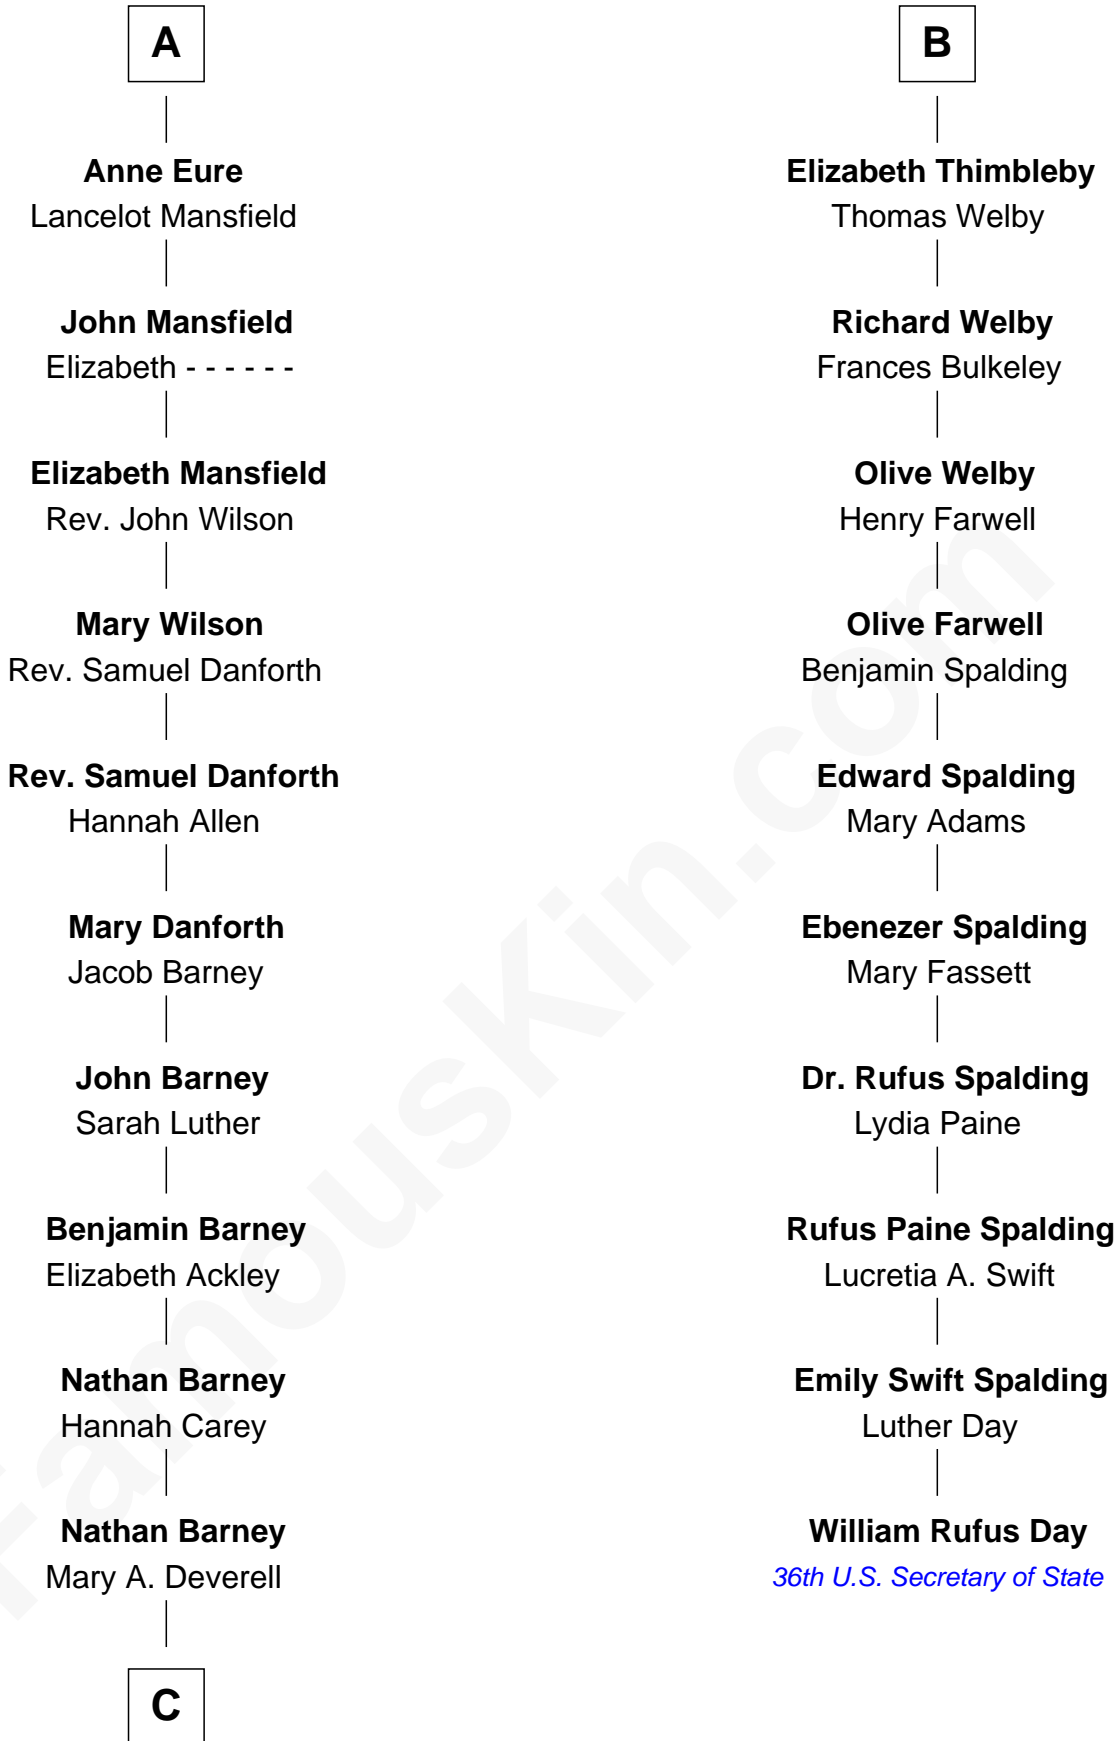 A
Anne Eure
Lancelot Mansfield
John Mansfield
Elizabeth - - - - - -
Elizabeth Mansfield
Rev. John Wilson
Mary Wilson
Rev. Samuel Danforth
Rev. Samuel Danforth
Hannah Allen
Mary Danforth
Jacob Barney
John Barney
Sarah Luther
Benjamin Barney
Elizabeth Ackley
Nathan Barney
Hannah Carey
Nathan Barney
Mary A. Deverell
C
B
Elizabeth Thimbleby
Thomas Welby
Richard Welby
Frances Bulkeley
Olive Welby
Henry Farwell
Olive Farwell
Benjamin Spalding
Edward Spalding
Mary Adams
Ebenezer Spalding
Mary Fassett
Dr. Rufus Spalding
Lydia Paine
Rufus Paine Spalding
Lucretia A. Swift
Emily Swift Spalding
Luther Day
William Rufus Day
36th U.S. Secretary of State
FamousKin.com